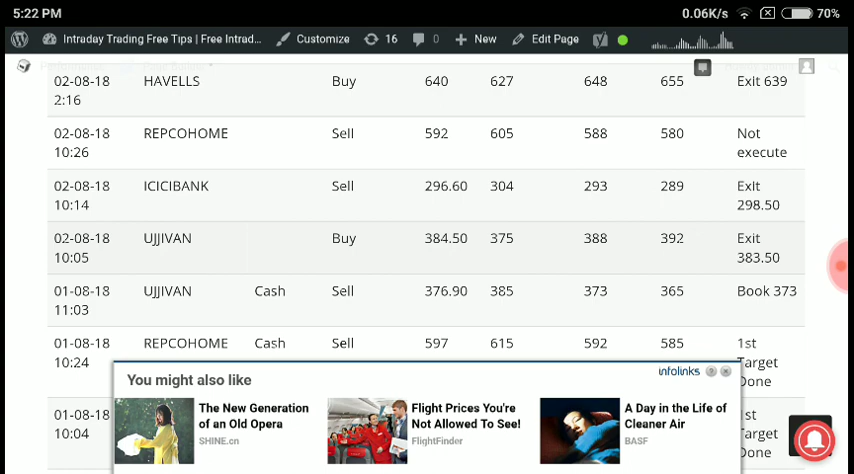 5:22 PM 0.06K/s 70%
Intraday Trading Free Tips | Free Intrad... Customize 16 0 New Edit Page
02-08-18 HAVELLS Buy 640 627 648 655 Exit 639
2:16
02-08-18 REPCOHOME Sell 592 605 588 580 Not
10:26 execute
02-08-18 ICICIBANK Sell 296.60 304 293 289 Exit
10:14 298.50
02-08-18 UJJIVAN Buy 384.50 375 388 392 Exit
10:05 383.50
01-08-18 UJJIVAN Cash Sell 376.90 385 373 365 Book 373
11:03
01-08-18 REPCOHOME Cash Sell 597 615 592 585 1st
10:24 Target
Done
01-08-18 1st
10:04 Target
Done
infolinks ?
You might also like
The New Generation
of an Old Opera
SHINE.cn
Flight Prices You're
Not Allowed To See!
FlightFinder
A Day in the Life of
Cleaner Air
BASF